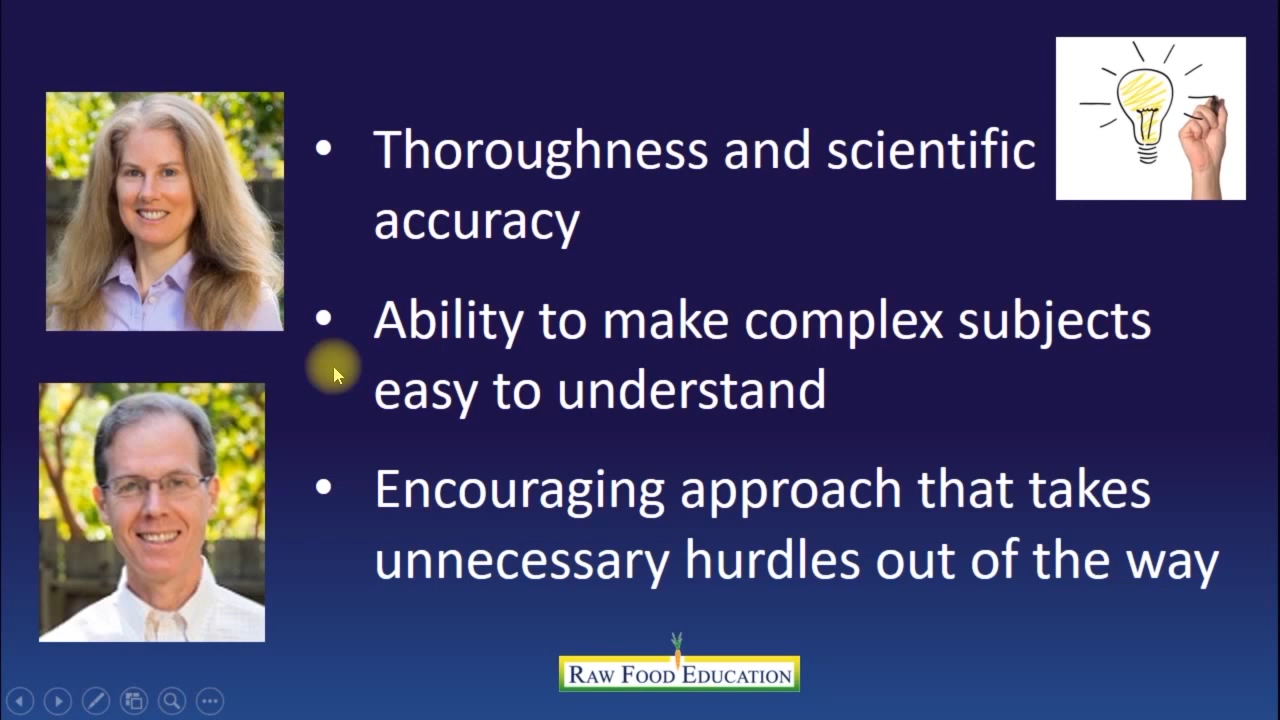 • Thoroughness and scientific
accuracy
• Ability to make complex subjects
easy to understand
• Encouraging approach that takes
unnecessary hurdles out of the way
RAW FOOD EDUCATION